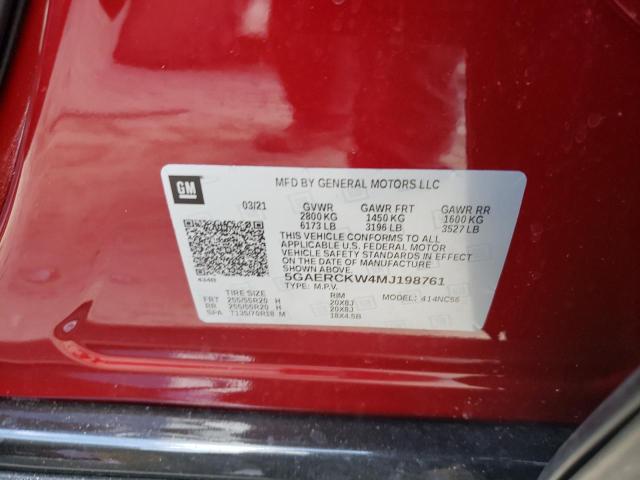 GM
MFD BY GENERAL MOTORS LLC
03/21 GVWR GAWR FRT GAWR RR
2800 KG 1450 KG 1600 KG
6173 LB 3196 LB 3527 LB
THIS VEHICLE CONFORMS TO ALL
APPLICABLE U.S. FEDERAL MOTOR
VEHICLE SAFETY STANDARDS IN EFFECT
ON THE DATE OF MANUFACTURE
SHOWN ABOVE.
5GAERCKW4MJ198761
TYPE: M.P.V. MODEL: 414NC56
TIRE SIZE RIM
FRT 255/55R20 H 20X8J
RR 255/55R20 H 20X8J
SPA T135/70R18 M 18X4.5B